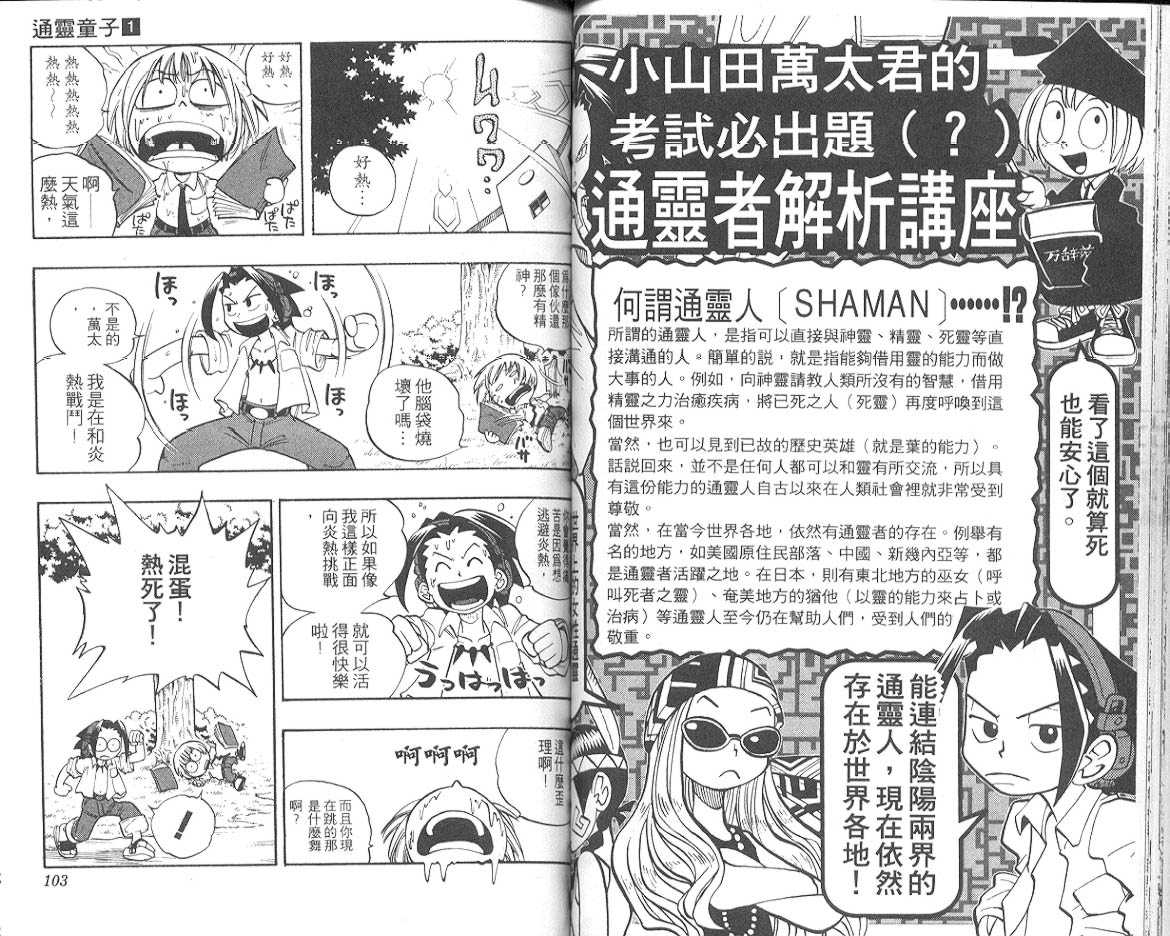 小山田萬太君的
考試必出題（？）
通靈者解析講座
万辞苑
何謂通靈人〔SHAMAN〕……!?
所謂的通靈人，是指可以直接與神靈、精靈、死靈等直
接溝通的人。簡單的說，就是指能夠借用靈的能力而做
大事的人。例如，向神靈請教人類所沒有的智慧，借用
精靈之力治癒疾病，將已死之人（死靈）再度呼喚到這
個世界來。
當然，也可以見到已故的歷史英雄（就是葉的能力）。
話說回來，並不是任何人都可以和靈有所交流，所以具
有這份能力的通靈人自古以來在人類社會裡就非常受到
尊敬。
當然，在當今世界各地，依然有通靈者的存在。例舉有
名的地方，如美國原住民部落、中國、新幾內亞等，都
是通靈者活躍之地。在日本，則有東北地方的巫女（呼
叫死者之靈）、奄美地方的猶他（以靈的能力來占卜或
治病）等通靈人至今仍在幫助人們，受到人們的
敬重。
看了這個就算死
也能安心了。
能連結陰陽兩界的
通靈人，現在依然
存在於世界各地！
通靈童子1
ムワワ…
好熱…
好熱、
好熱、
熱熱熱熱
熱熱～～
啊——
天氣這
麼熱，
ぱた
ぱた
ぱた
為什麼那
個傢伙還
那麼有精
神？
バサ
バサ
他腦袋燒
壞了嗎…
ほっ
ほっ
ほっ
ほっ
不是的
，萬太
我是在和炎
熱戰鬥！
苦是因為想
逃避炎熱，
所以如果像
我這樣正面
向炎熱挑戰
就可以活
得很快樂
啦！
うっはっばっ
混蛋！
熱死了！
！
這什麼歪
理啊！
啊啊啊
而且你現
在跳的那
是什麼舞
啊？
103